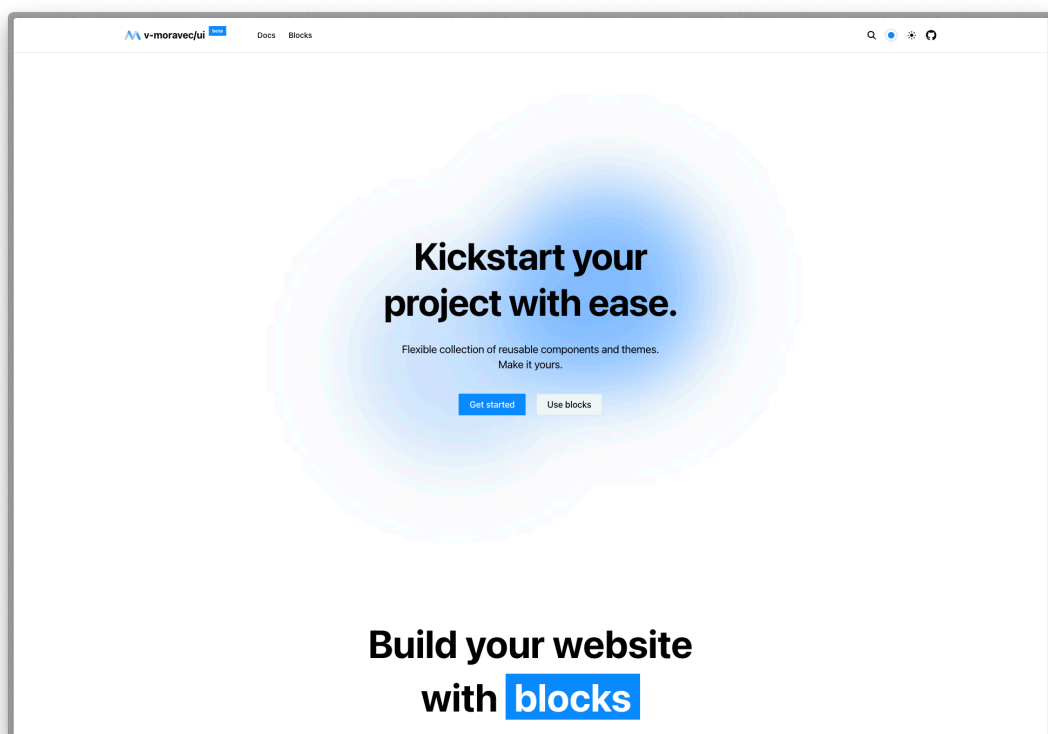 v-moravec/ui beta Docs Blocks
Kickstart your
project with ease.
Flexible collection of reusable components and themes.
Make it yours.
Get started Use blocks
Build your website
with blocks